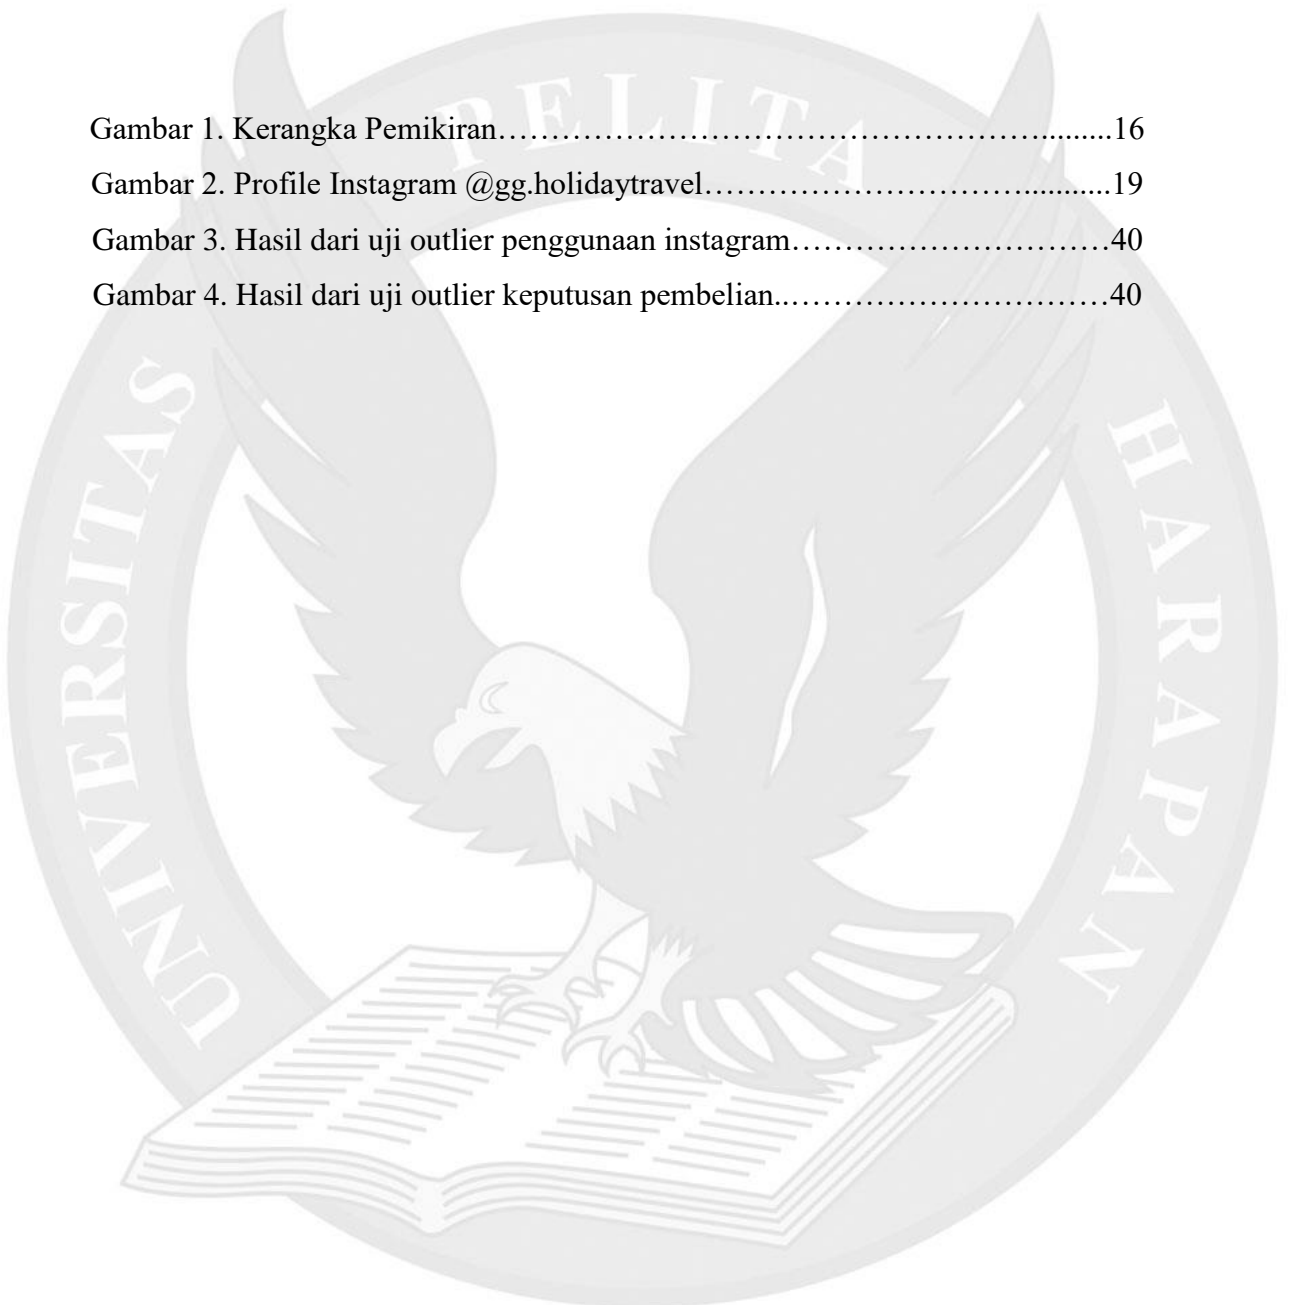 PELITA
Gambar 1. Kerangka Pemikiran…………………………………………….........16
Gambar 2. Profile Instagram @gg.holidaytravel…………………………...........19
Gambar 3. Hasil dari uji outlier penggunaan instagram…………………………40
Gambar 4. Hasil dari uji outlier keputusan pembelian..…………………………40
UNIVERSITAS
HARAPAN